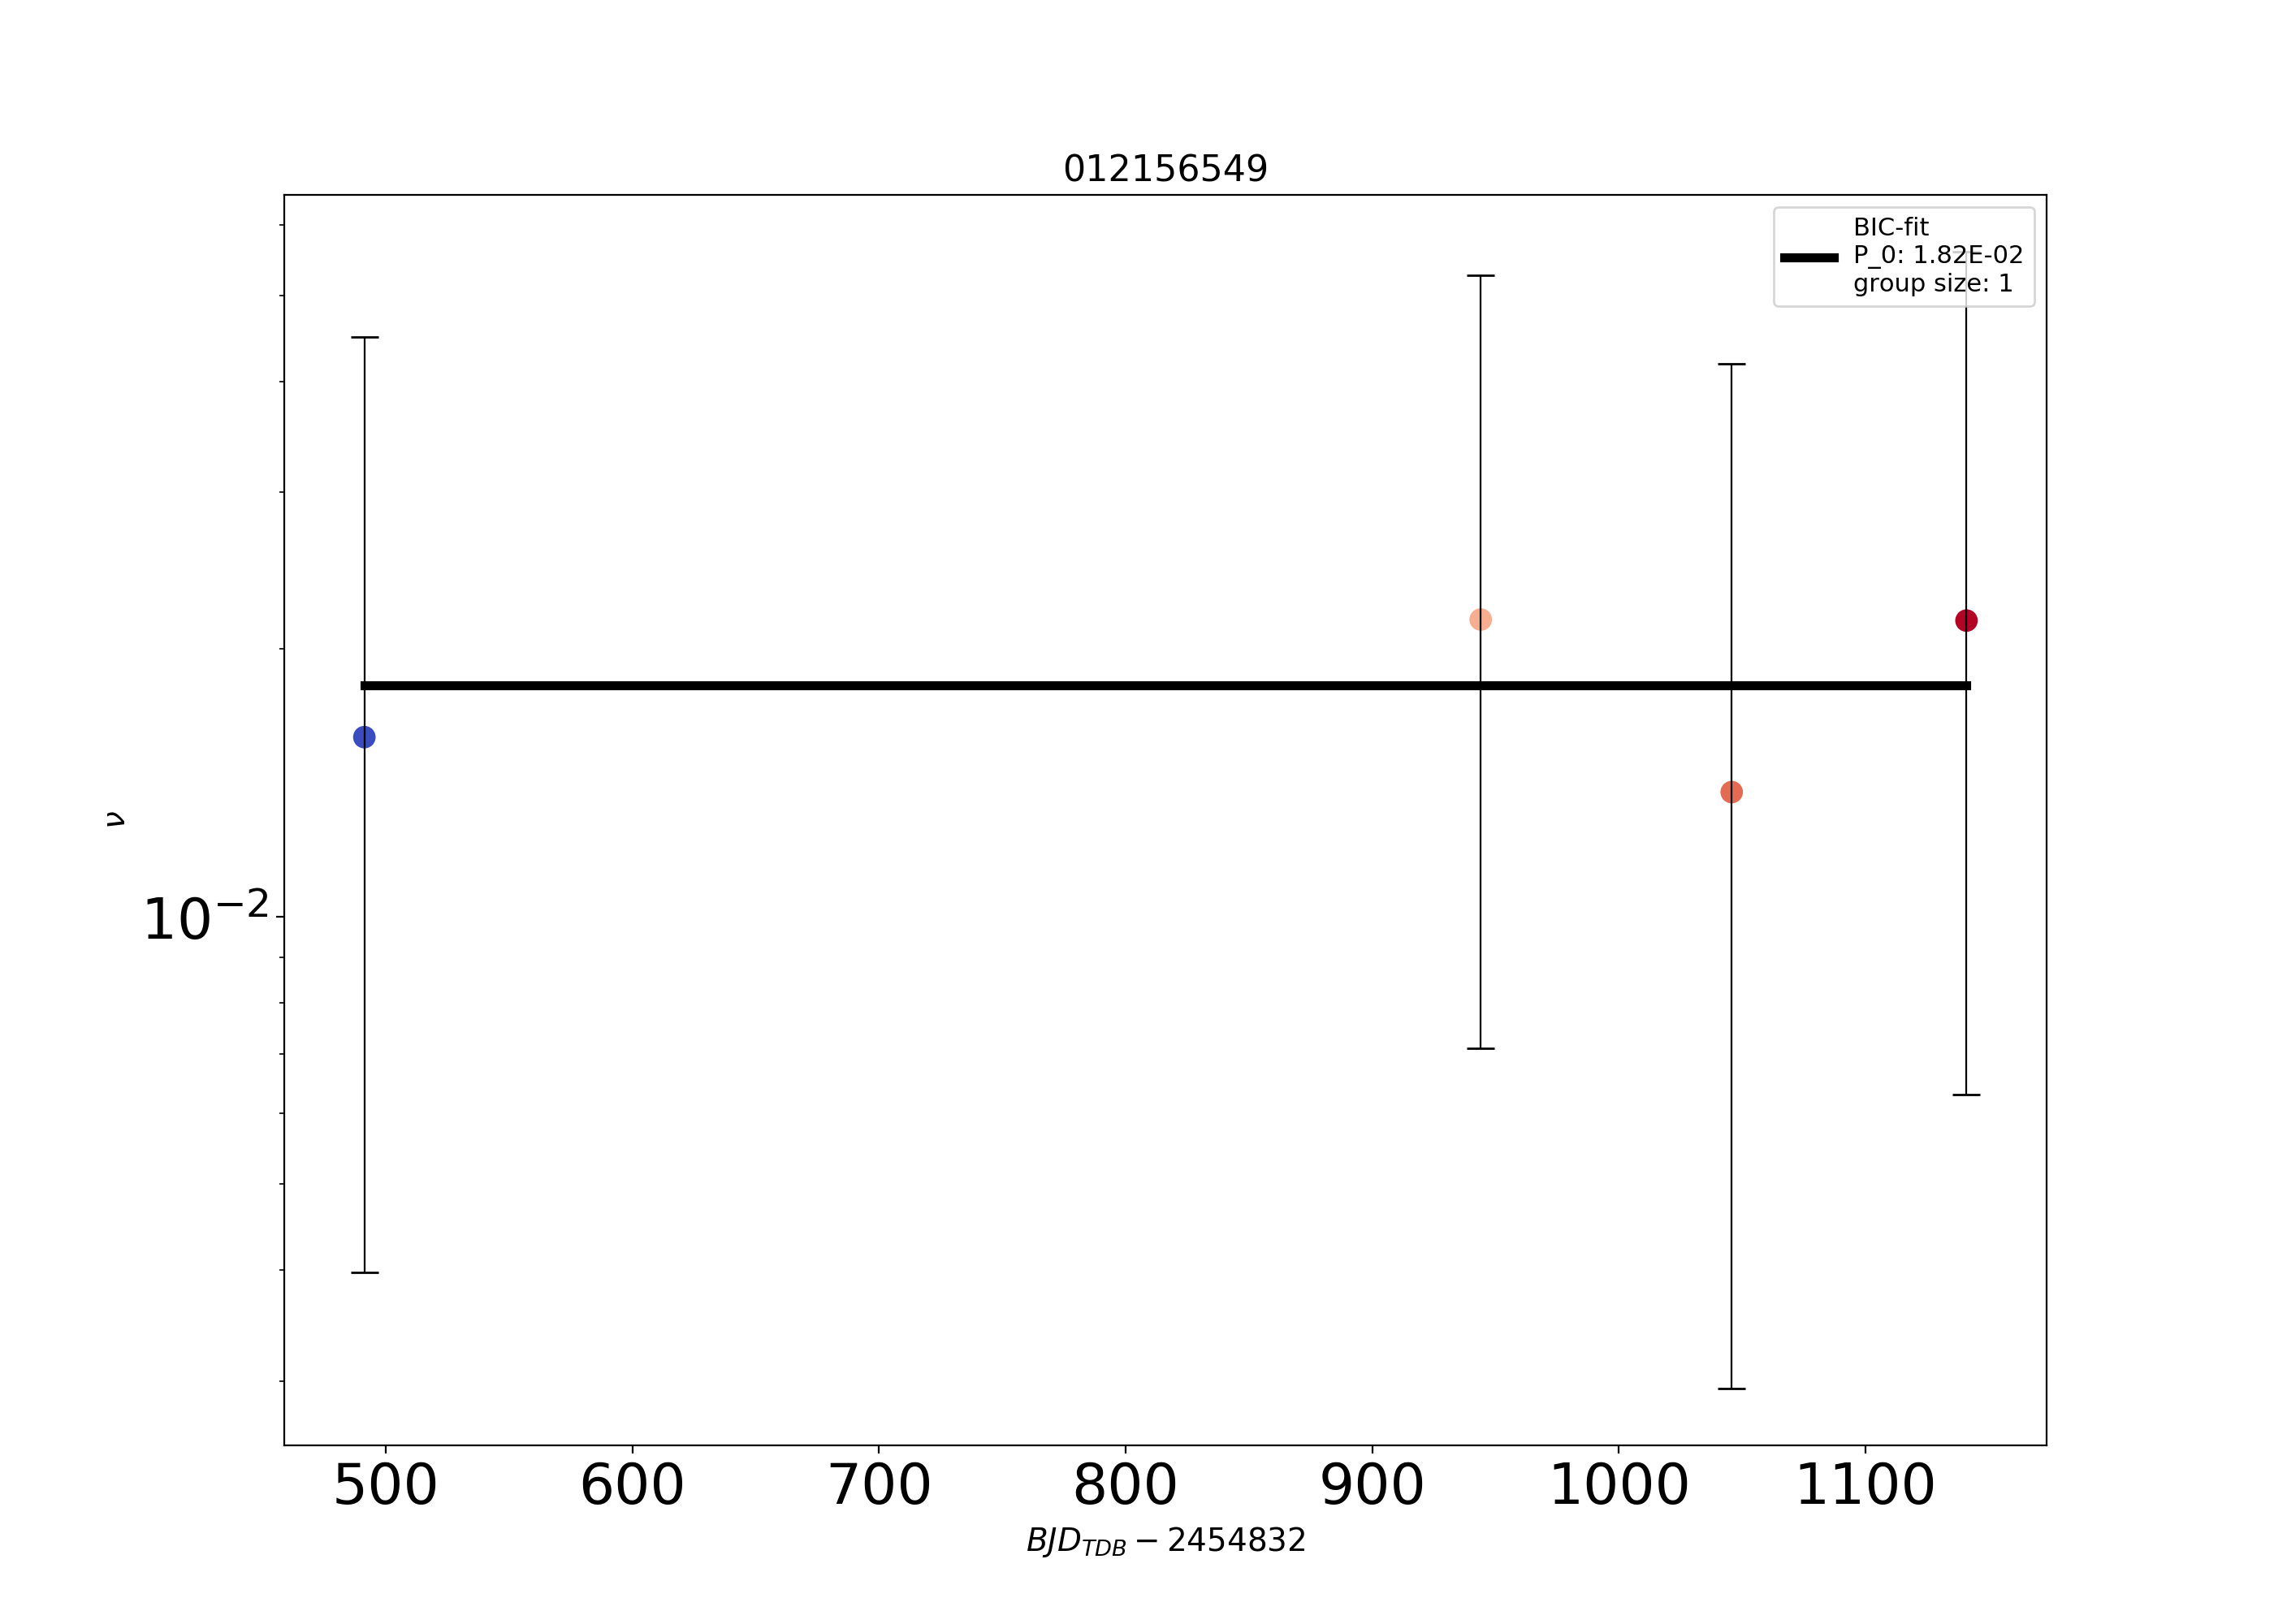 012156549
BIC-fit
P_0: 1.82E-02
group size: 1
ν
10⁻²
500 600 700 800 900 1000 1100
BJD_TDB − 2454832